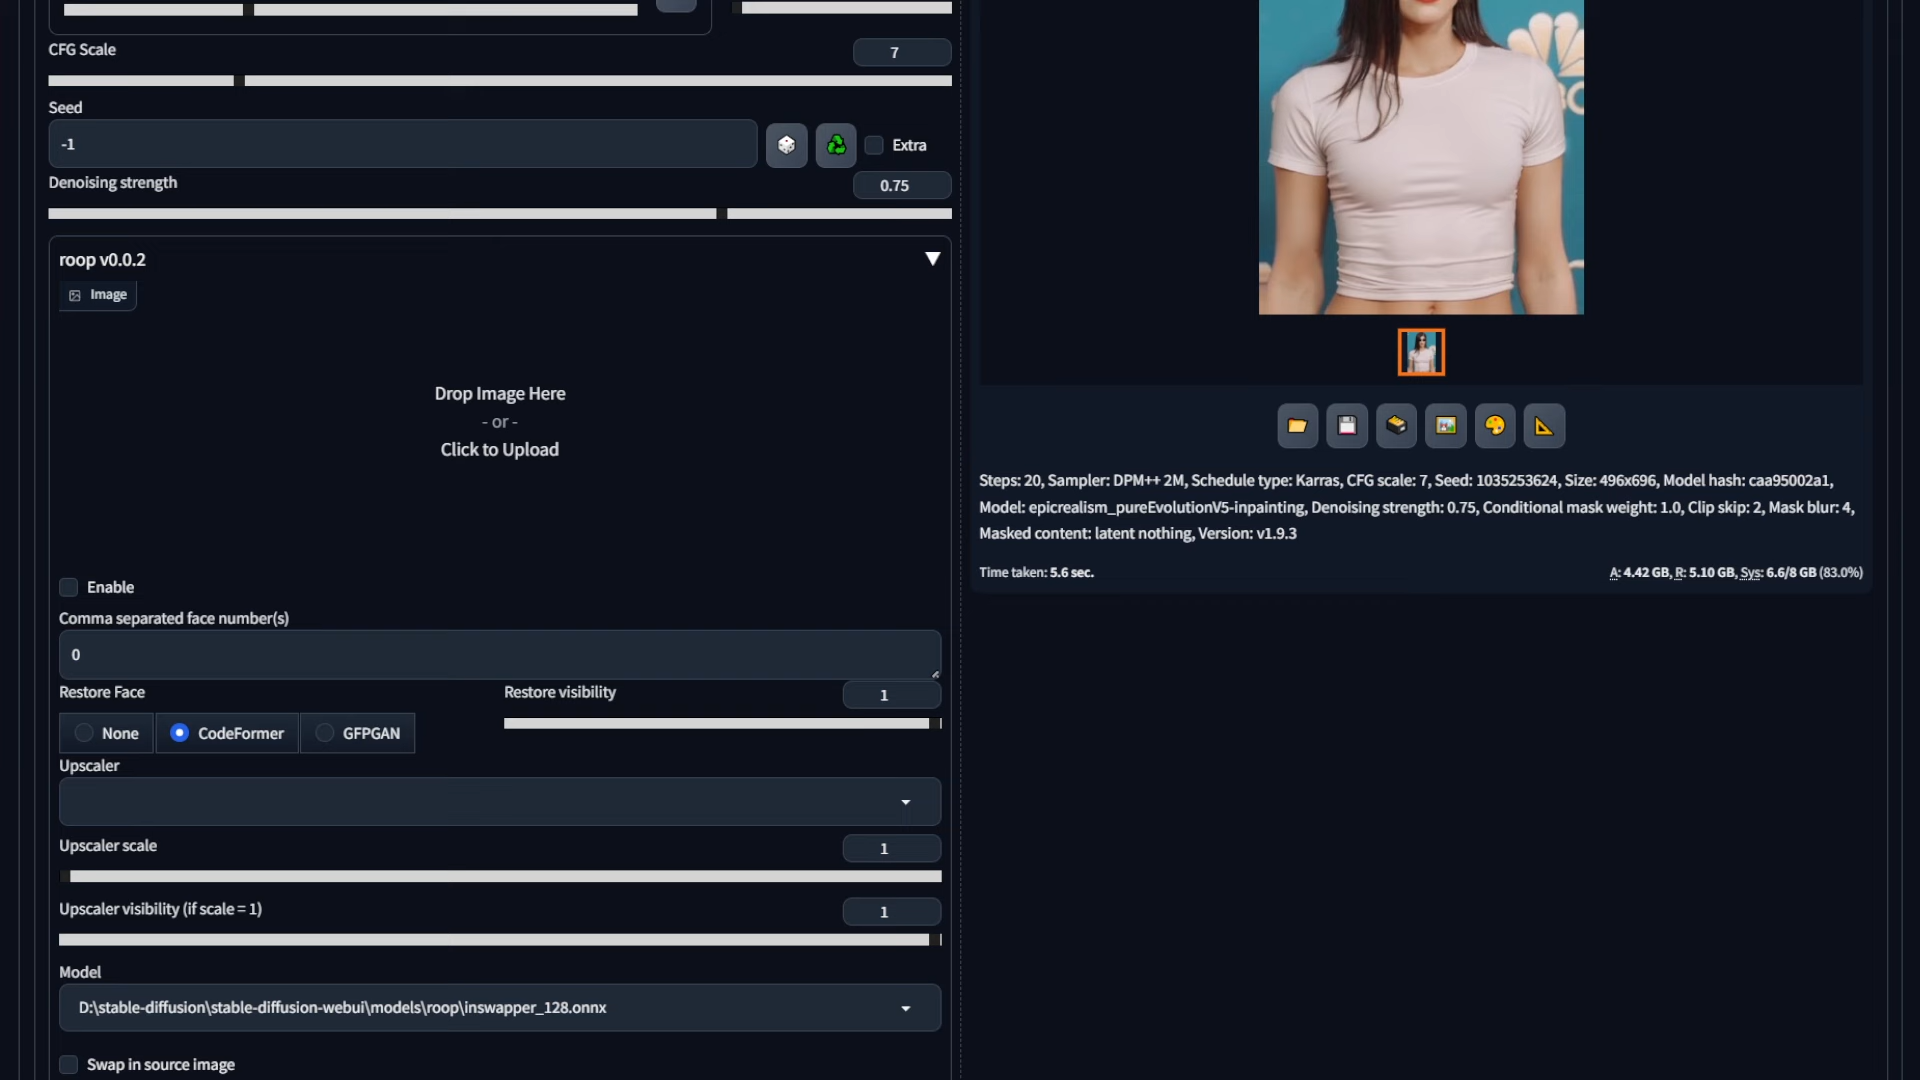 CFG Scale
7
Seed
-1
Extra
Denoising strength
0.75
roop v0.0.2
Image
Drop Image Here
- or -
Click to Upload
Enable
Comma separated face number(s)
0
Restore Face
Restore visibility
1
None
CodeFormer
GFPGAN
Upscaler
Upscaler scale
1
Upscaler visibility (if scale = 1)
1
Model
D:\stable-diffusion\stable-diffusion-webui\models\roop\inswapper_128.onnx
Swap in source image
Steps: 20, Sampler: DPM++ 2M, Schedule type: Karras, CFG scale: 7, Seed: 1035253624, Size: 496x696, Model hash: caa95002a1,
Model: epicrealism_pureEvolutionV5-inpainting, Denoising strength: 0.75, Conditional mask weight: 1.0, Clip skip: 2, Mask blur: 4,
Masked content: latent nothing, Version: v1.9.3
Time taken: 5.6 sec.
A: 4.42 GB, R: 5.10 GB, Sys: 6.6/8 GB (83.0%)